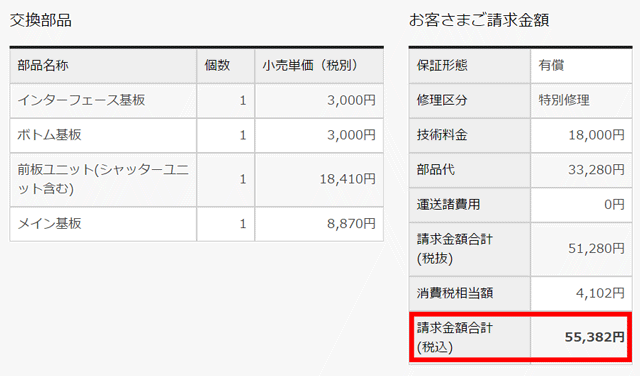 交換部品
部品名称 個数 小売単価（税別）
インターフェース基板 1 3,000円
ボトム基板 1 3,000円
前板ユニット(シャッターユニ
ット含む) 1 18,410円
メイン基板 1 8,870円
お客さまご請求金額
保証形態 有償
修理区分 特別修理
技術料金 18,000円
部品代 33,280円
運送諸費用 0円
請求金額合計
(税抜) 51,280円
消費税相当額 4,102円
請求金額合計
(税込) 55,382円